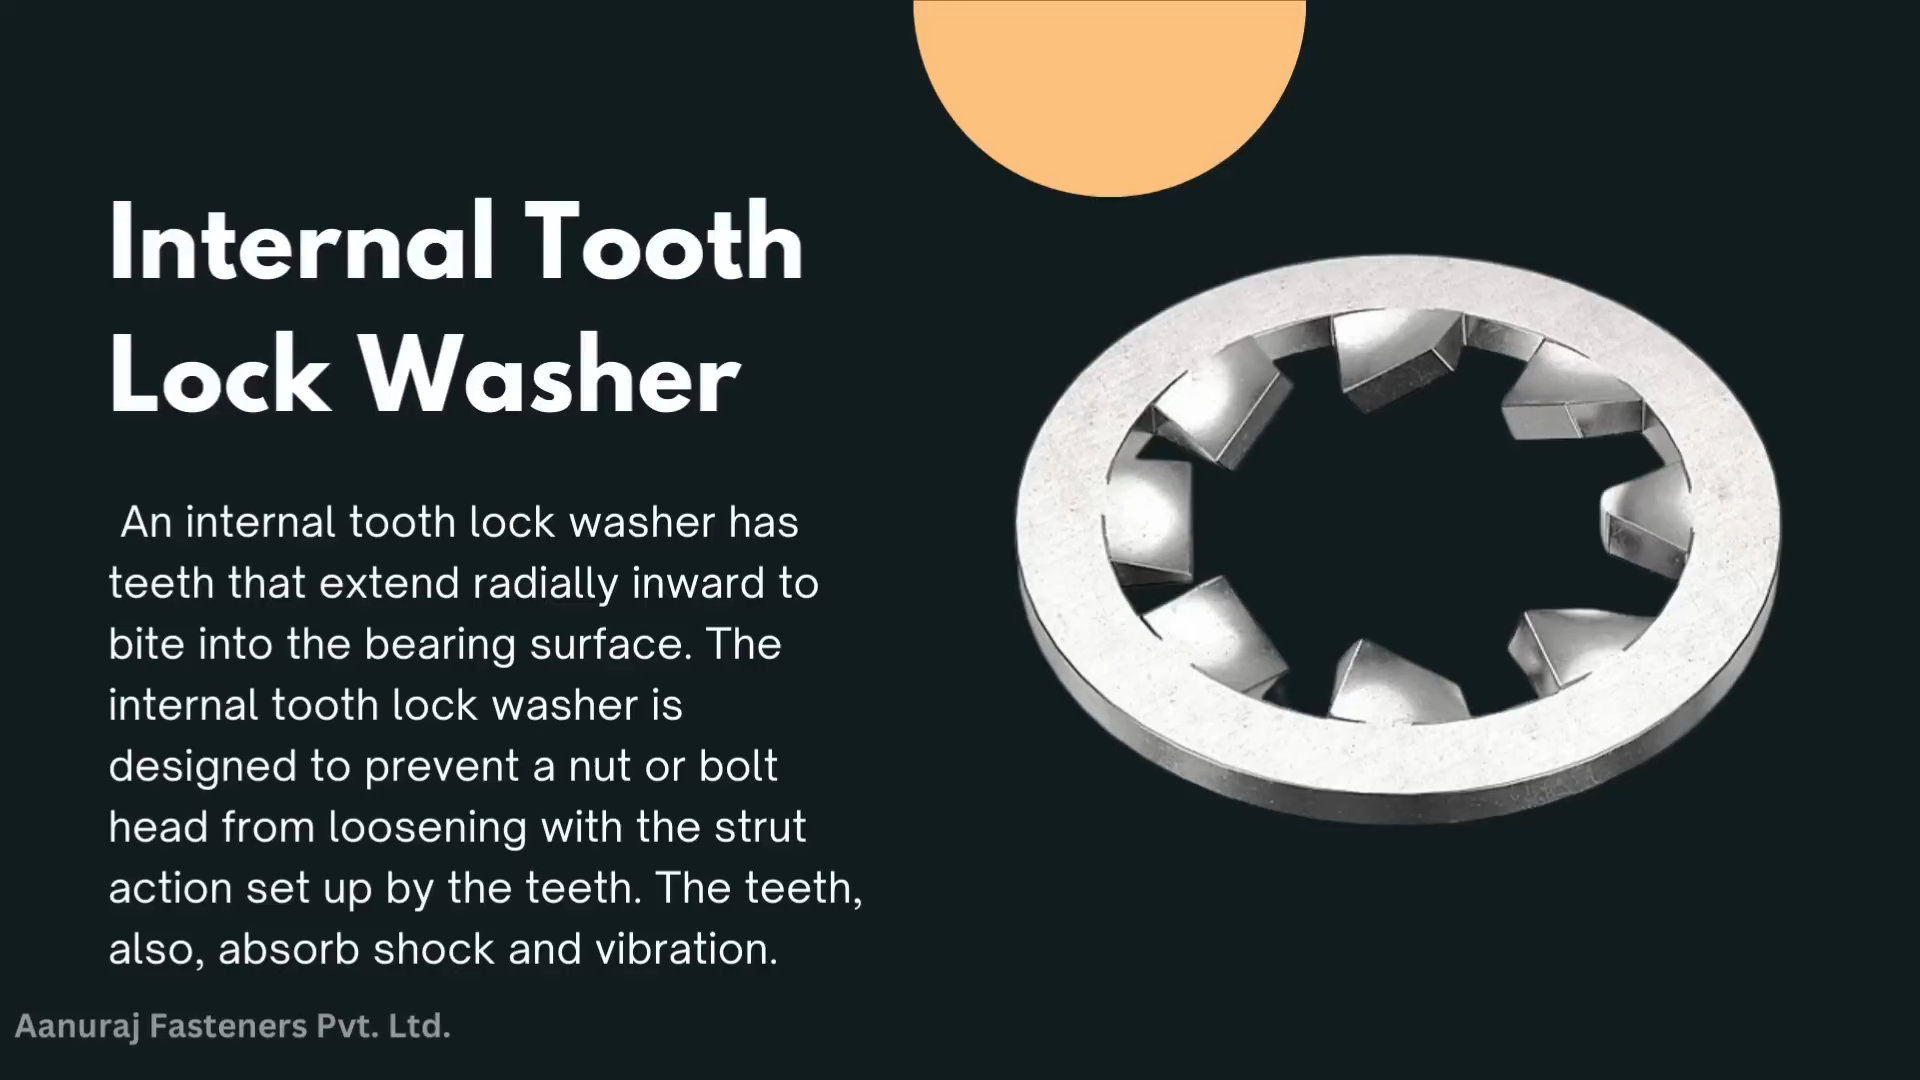 Internal Tooth
Lock Washer
An internal tooth lock washer has
teeth that extend radially inward to
bite into the bearing surface. The
internal tooth lock washer is
designed to prevent a nut or bolt
head from loosening with the strut
action set up by the teeth. The teeth,
also, absorb shock and vibration.
Aanuraj Fasteners Pvt. Ltd.